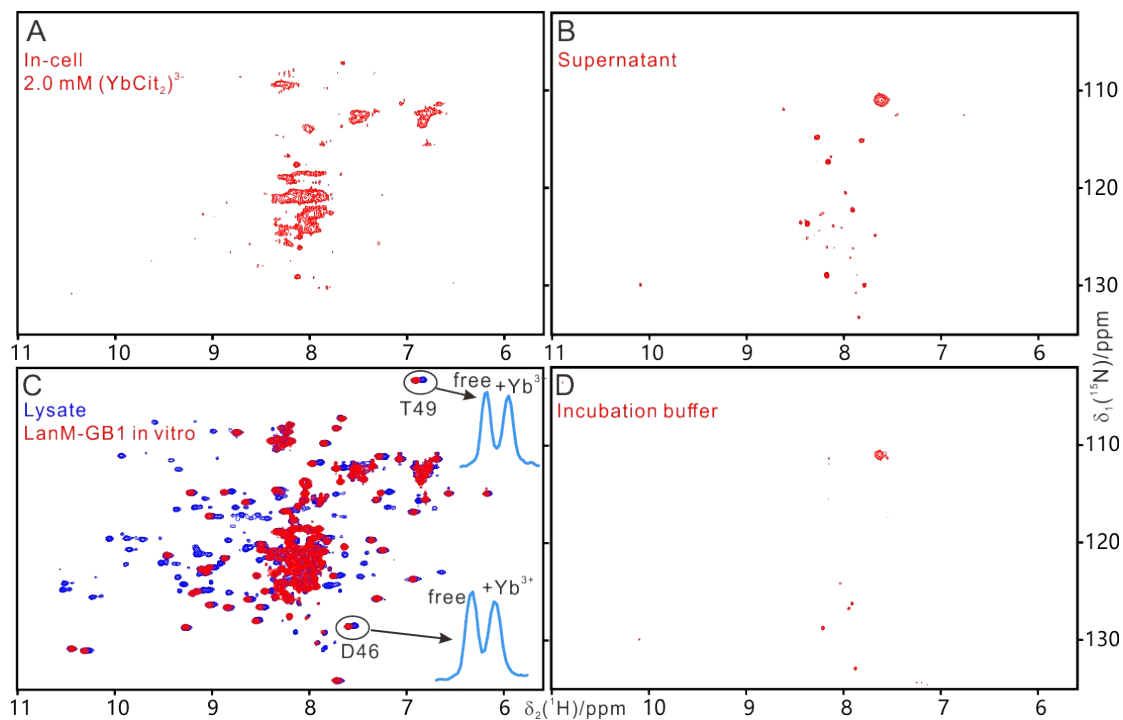 A
In-cell
2.0 mM (YbCit₂)³⁻
B
Supernatant
110
120
130
11 10 9 8 7 6
11 10 9 8 7 6
C
Lysate
LanM-GB1 in vitro
free +Yb³⁺
T49
free +Yb³⁺
D46
D
Incubation buffer
δ₁(¹⁵N)/ppm
110
120
130
11 10 9 8 7 6
δ₂(¹H)/ppm
11 10 9 8 7 6